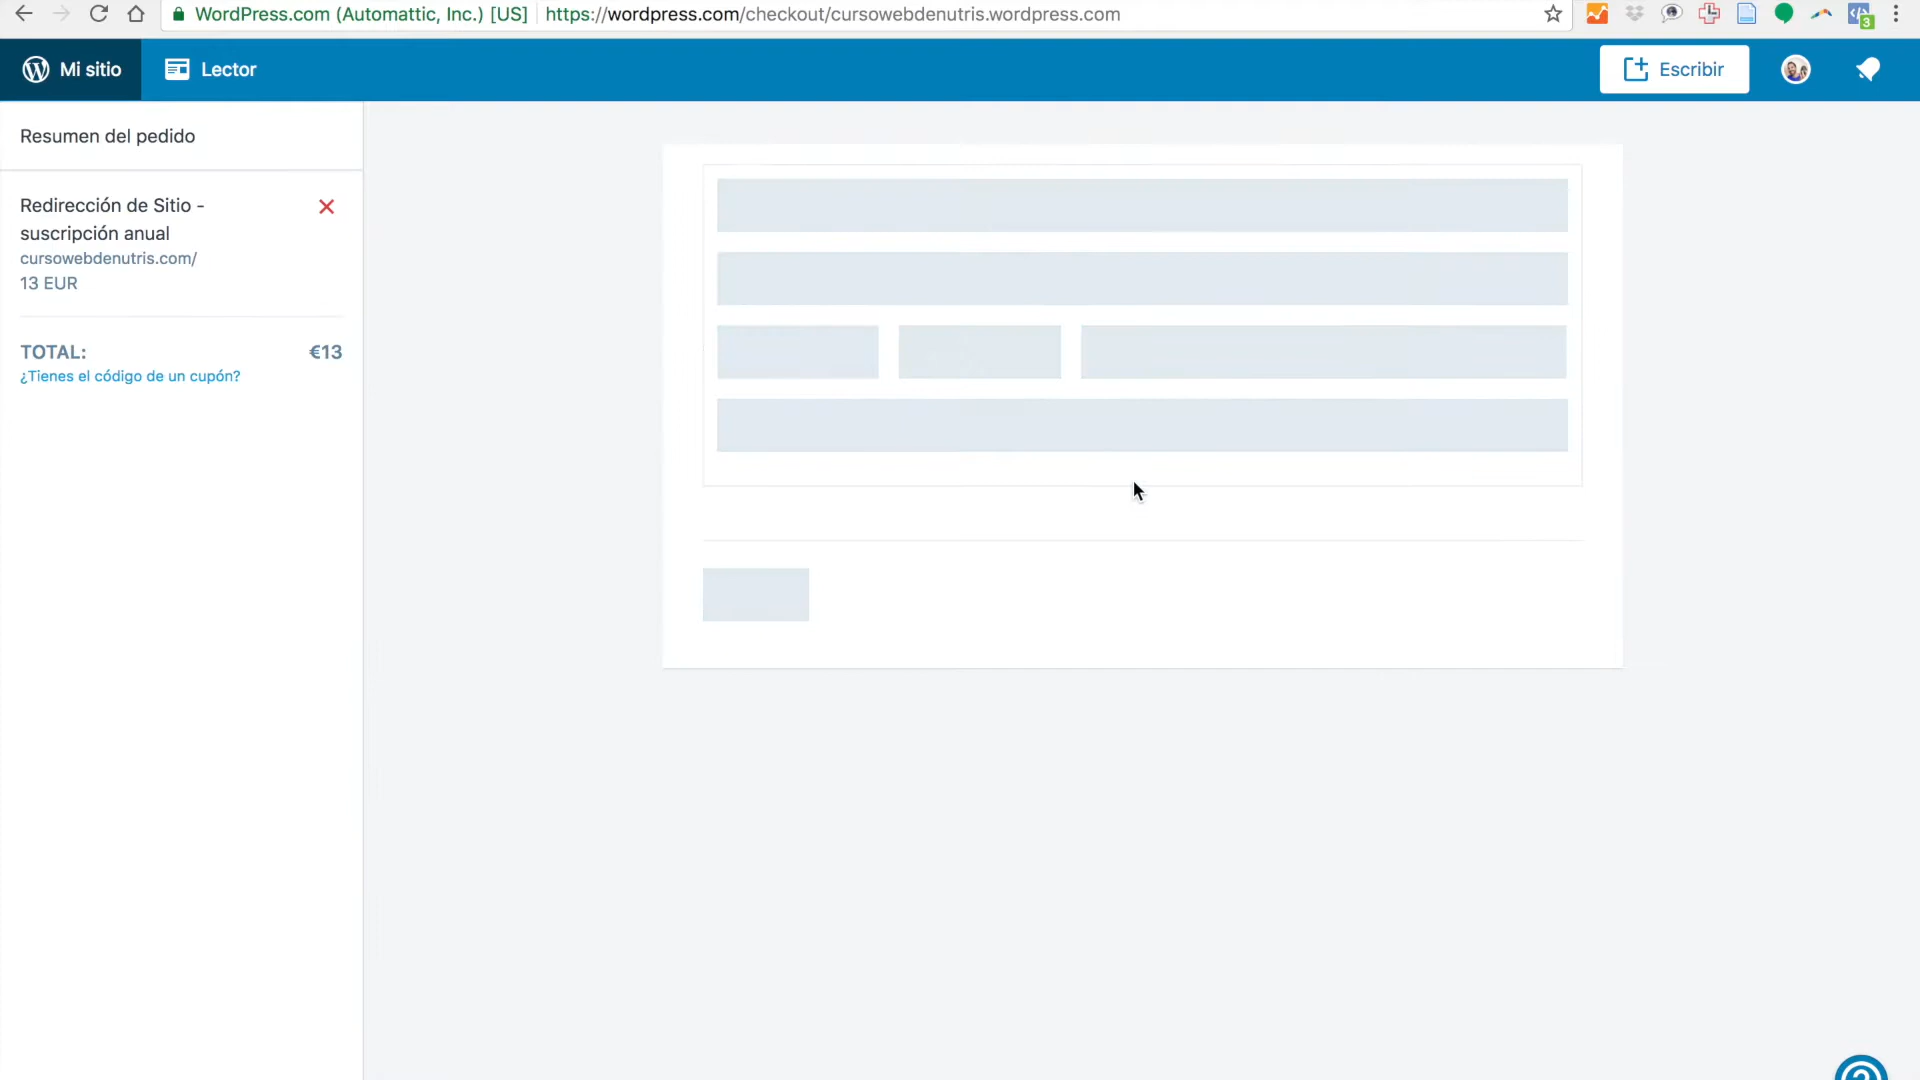 WordPress.com (Automattic, Inc.) [US] https://wordpress.com/checkout/cursowebdenutris.wordpress.com
3
Mi sitio
Lector
Escribir
Resumen del pedido
Redirección de Sitio -
suscripción anual
cursowebdenutris.com/
13 EUR
TOTAL: €13
¿Tienes el código de un cupón?